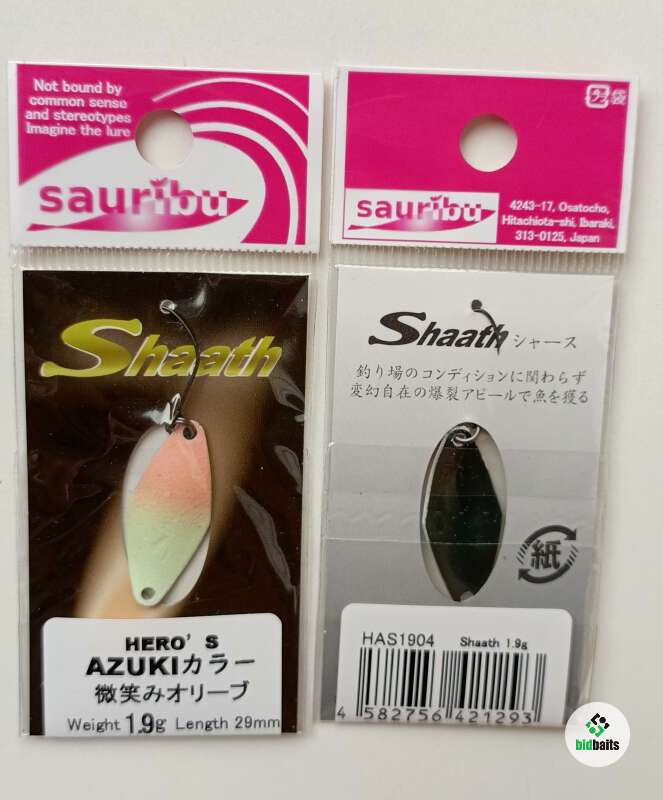 Not bound by
common sense
and stereotypes
Imagine the lure
sauribu
Shaath
HERO'S
AZUKIカラー
微笑みオリーブ
Weight 1.9g Length 29mm
袋
sauribu
4243-17, Osatocho,
Hitachiota-shi, Ibaraki,
313-0125, Japan
Shaath シャース
釣り場のコンディションに関わらず
変幻自在の爆裂アピールで魚を獲る
紙
HAS1904 Shaath 1.9g
4 582756 421293
bidbaits